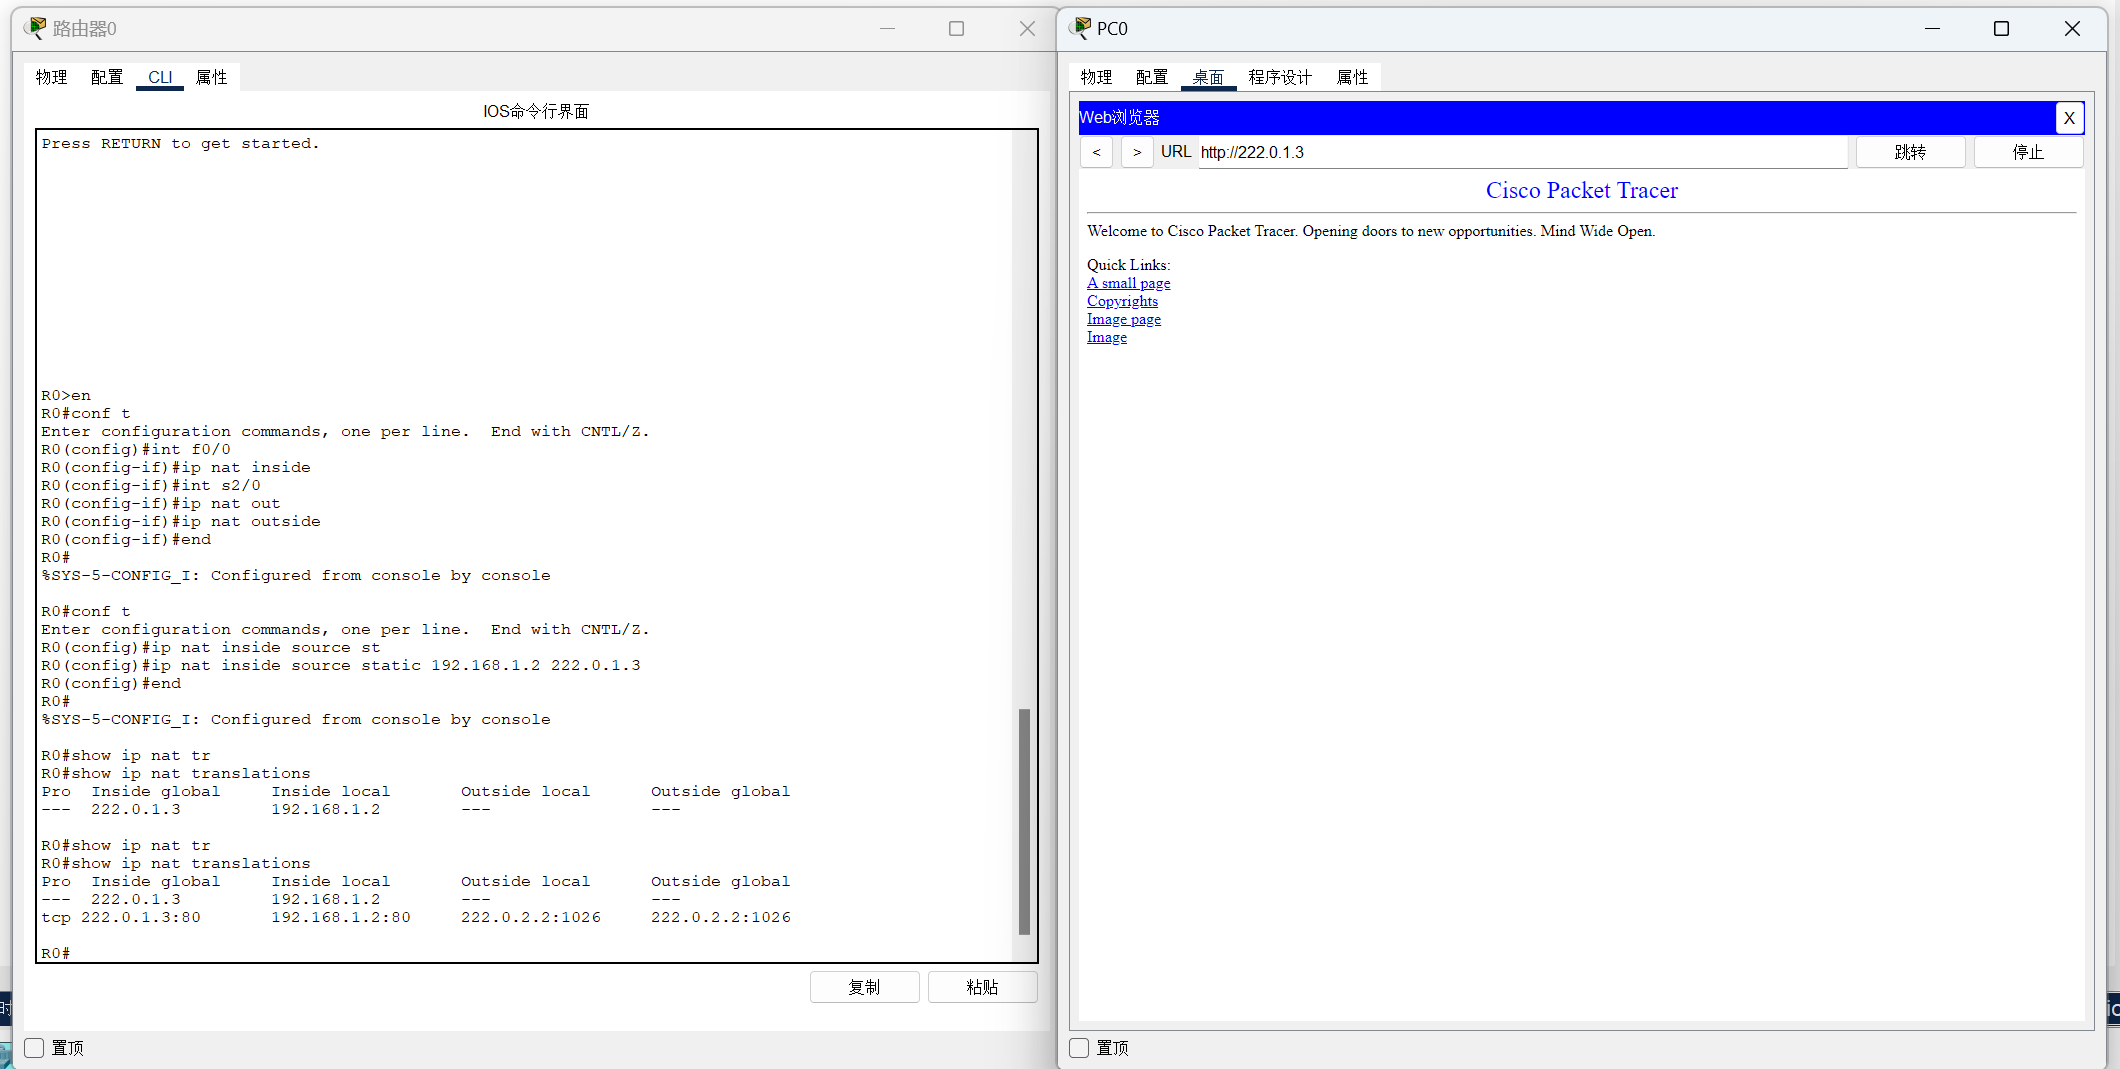 路由器0
物理 配置 CLI 属性
IOS命令行界面
Press RETURN to get started.
R0>en
R0#conf t
Enter configuration commands, one per line.  End with CNTL/Z.
R0(config)#int f0/0
R0(config-if)#ip nat inside
R0(config-if)#int s2/0
R0(config-if)#ip nat out
R0(config-if)#ip nat outside
R0(config-if)#end
R0#
%SYS-5-CONFIG_I: Configured from console by console
R0#conf t
Enter configuration commands, one per line.  End with CNTL/Z.
R0(config)#ip nat inside source st
R0(config)#ip nat inside source static 192.168.1.2 222.0.1.3
R0(config)#end
R0#
%SYS-5-CONFIG_I: Configured from console by console
R0#show ip nat tr
R0#show ip nat translations
Pro  Inside global     Inside local       Outside local      Outside global
---  222.0.1.3         192.168.1.2        ---                ---
R0#show ip nat tr
R0#show ip nat translations
Pro  Inside global     Inside local       Outside local      Outside global
---  222.0.1.3         192.168.1.2        ---                ---
tcp 222.0.1.3:80       192.168.1.2:80     222.0.2.2:1026     222.0.2.2:1026
R0#
复制 粘贴
置顶
PC0
物理 配置 桌面 程序设计 属性
Web浏览器 X
< > URL http://222.0.1.3 跳转 停止
Cisco Packet Tracer
Welcome to Cisco Packet Tracer. Opening doors to new opportunities. Mind Wide Open.
Quick Links:
A small page
Copyrights
Image page
Image
置顶